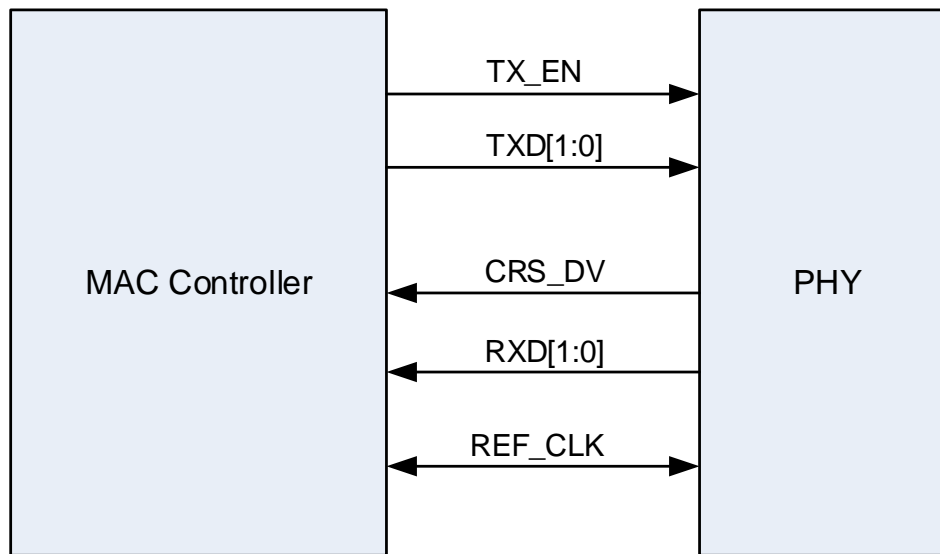 TX_EN
TXD[1:0]
MAC Controller
CRS_DV
PHY
RXD[1:0]
REF_CLK